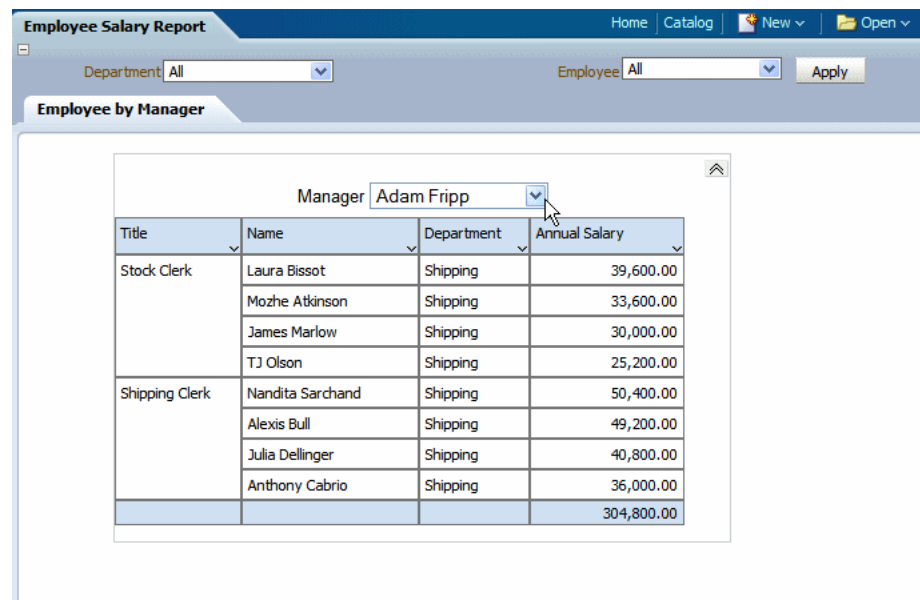 Employee Salary Report Home Catalog New Open
Department All Employee All Apply
Employee by Manager
Manager Adam Fripp
Title Name Department Annual Salary
Stock Clerk Laura Bissot Shipping 39,600.00
Mozhe Atkinson Shipping 33,600.00
James Marlow Shipping 30,000.00
TJ Olson Shipping 25,200.00
Shipping Clerk Nandita Sarchand Shipping 50,400.00
Alexis Bull Shipping 49,200.00
Julia Dellinger Shipping 40,800.00
Anthony Cabrio Shipping 36,000.00
304,800.00